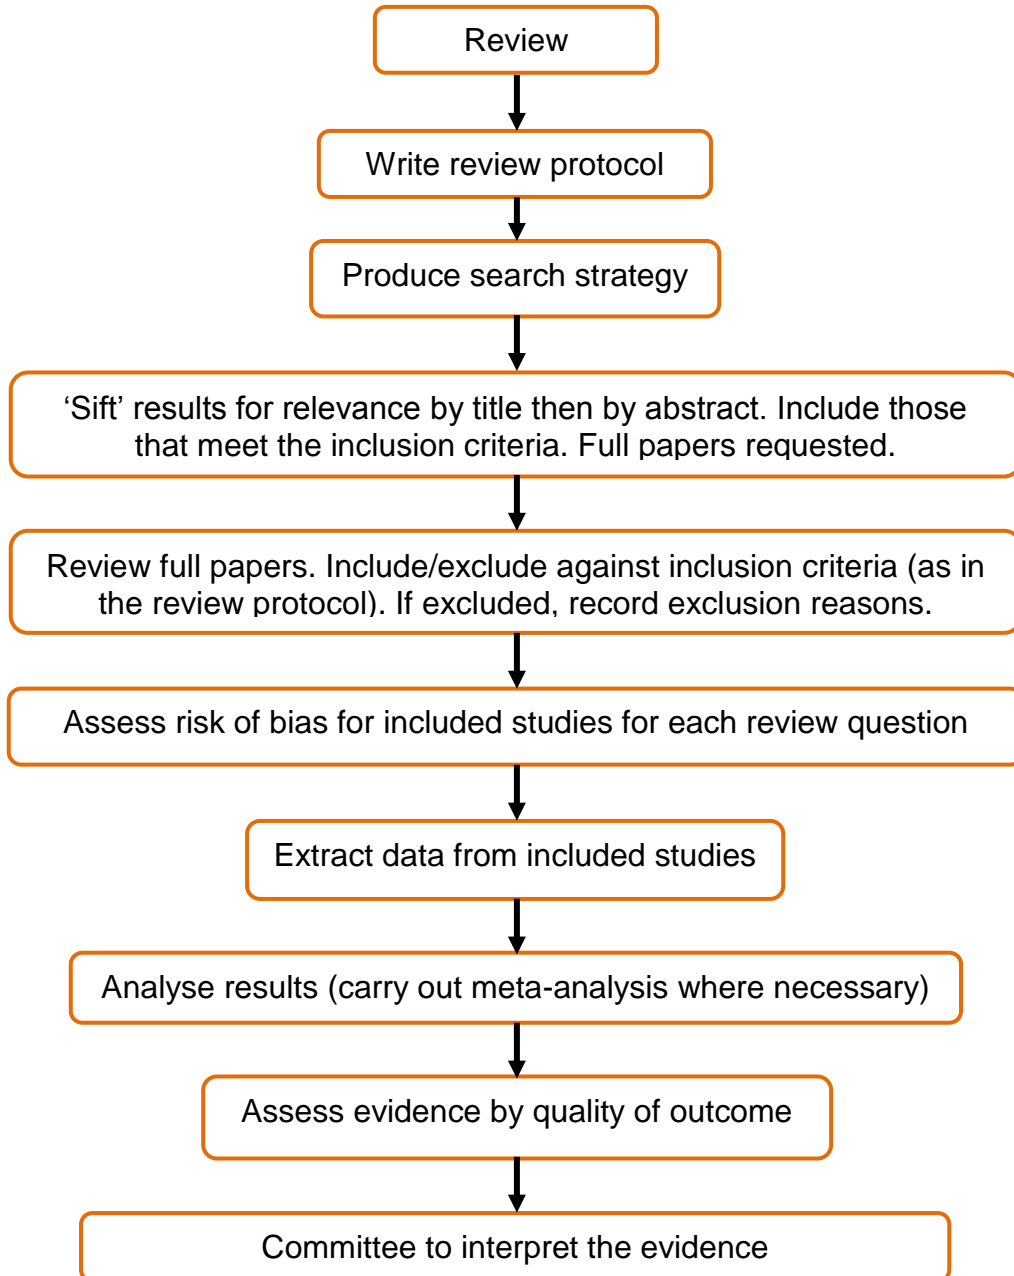 Review
Write review protocol
Produce search strategy
‘Sift’ results for relevance by title then by abstract. Include those
that meet the inclusion criteria. Full papers requested.
Review full papers. Include/exclude against inclusion criteria (as in
the review protocol). If excluded, record exclusion reasons.
Assess risk of bias for included studies for each review question
Extract data from included studies
Analyse results (carry out meta-analysis where necessary)
Assess evidence by quality of outcome
Committee to interpret the evidence